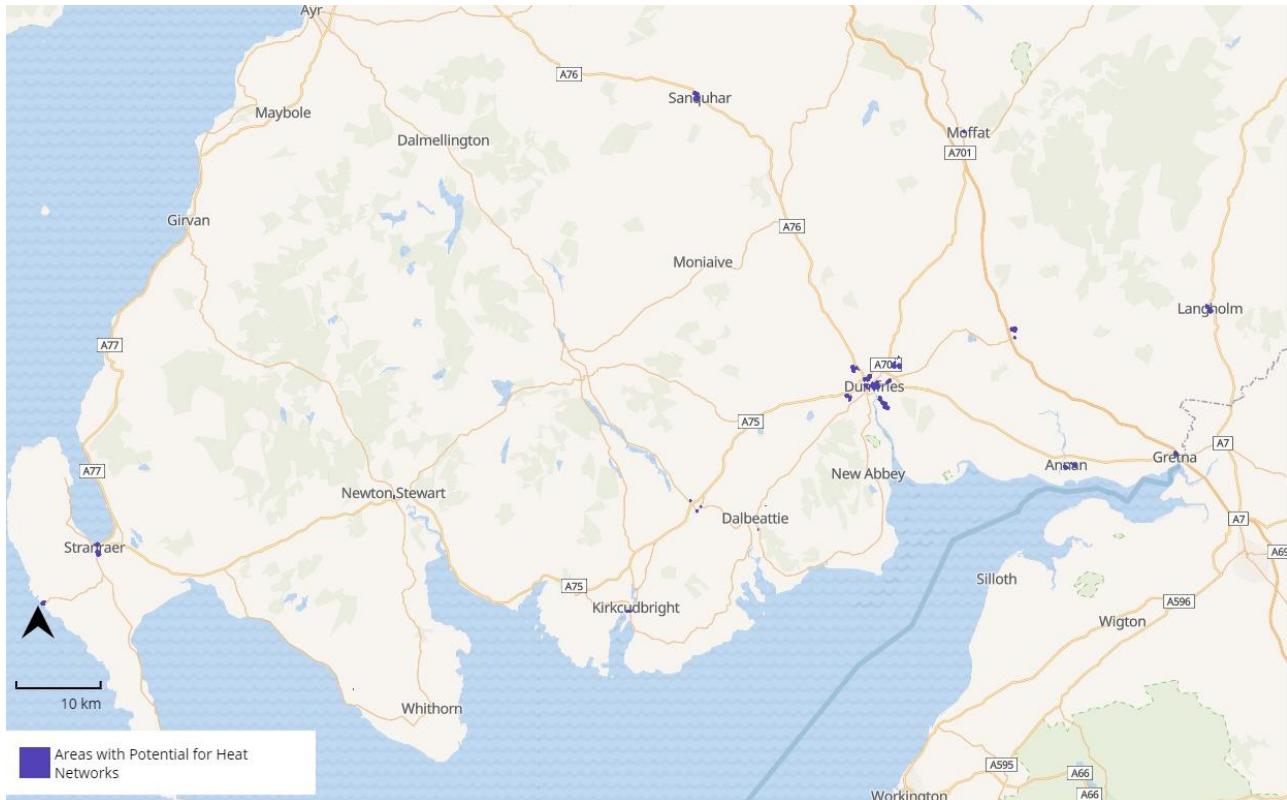 Ayr
A76
Sanquhar
Maybole
Moffat
Dalmellington
A701
Girvan
A76
Moniaive
Langholm
A77
A701
Dumfries
A75
A7
Gretna
Annan
A77
New Abbey
Newton Stewart
Dalbeattie
A7
Stranraer
A69
Silloth
A75
A596
Kirkcudbright
Wigton
10 km
Whithorn
Areas with Potential for Heat
Networks
A595
A66
A66
Workington